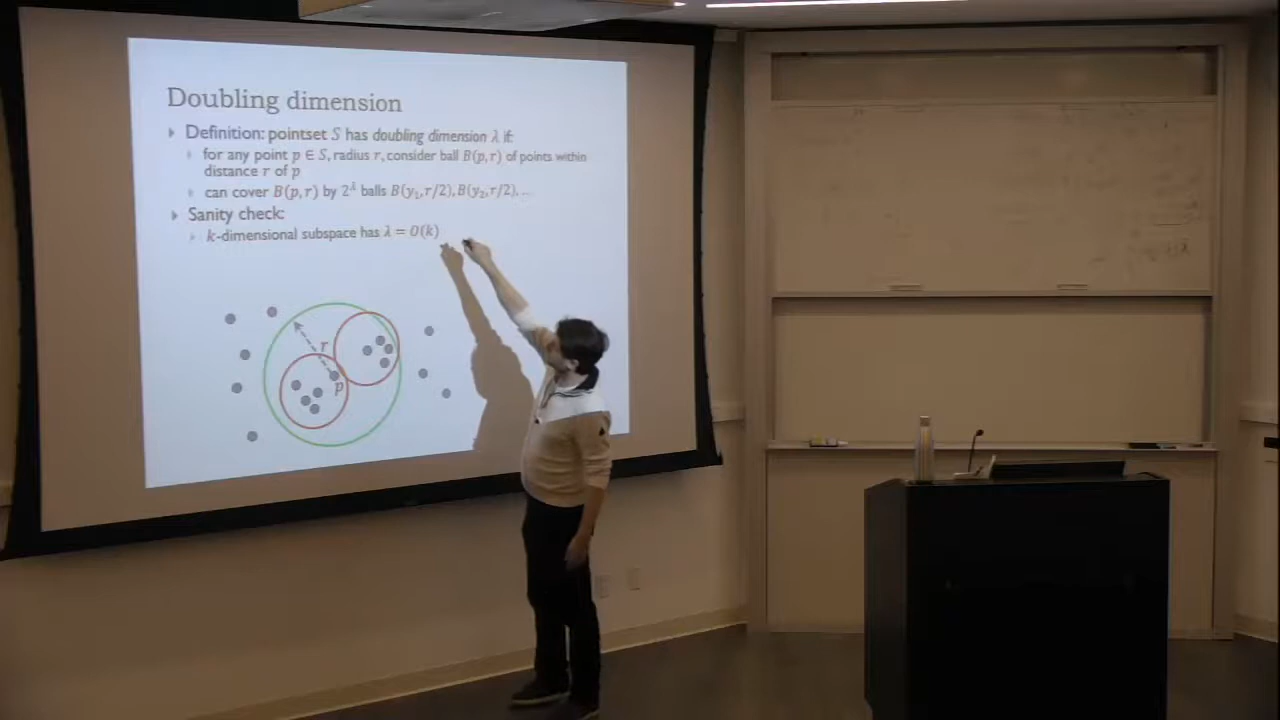 Doubling dimension
Definition: pointset S has doubling dimension λ if:
for any point p ∈ S, radius r, consider ball B(p,r) of points within
distance r of p
can cover B(p,r) by 2^λ balls B(y₁,r/2), B(y₂,r/2), ...
Sanity check:
k-dimensional subspace has λ = O(k)
r
p